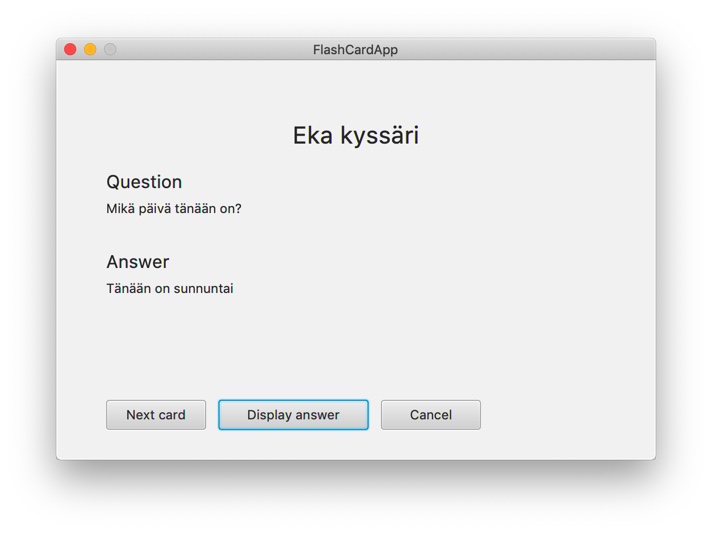 FlashCardApp
Eka kyssäri
Question
Mikä päivä tänään on?
Answer
Tänään on sunnuntai
Next card
Display answer
Cancel